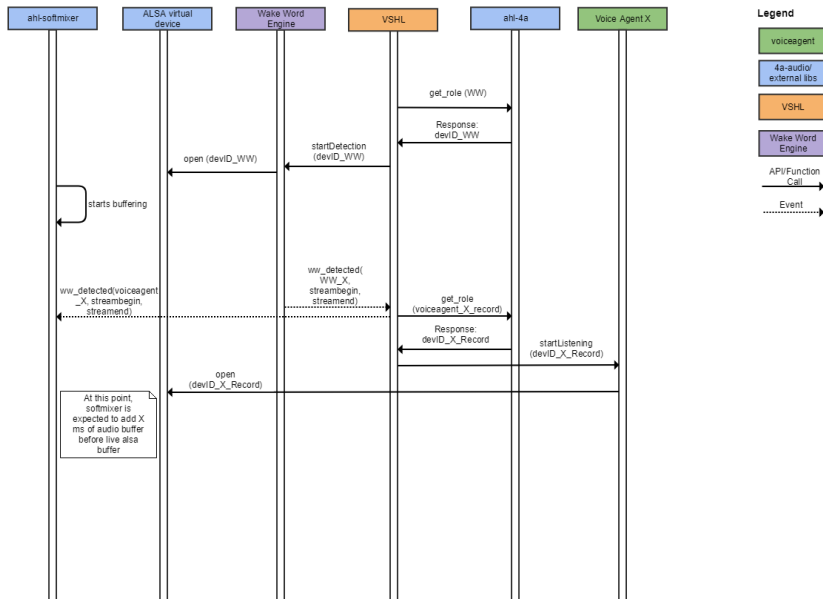 ahl-softmixer
ALSA virtual
device
Wake Word
Engine
VSHL
ahl-4a
Voice Agent X
Legend
voiceagent
4a-audio/
external libs
VSHL
Wake Word
Engine
API/Function
Call
Event
get_role (WW)
Response:
devID_WW
startDetection
(devID_WW)
open (devID_WW)
starts buffering
ww_detected(
WW_X,
streambegin,
streamend)
ww_detected(voiceagent
_X, streambegin,
streamend)
get_role
(voiceagent_X_record)
Response:
devID_X_Record
startListening
(devID_X_Record)
open
(devID_X_Record)
At this point,
softmixer is
expected to add X
ms of audio buffer
before live alsa
buffer